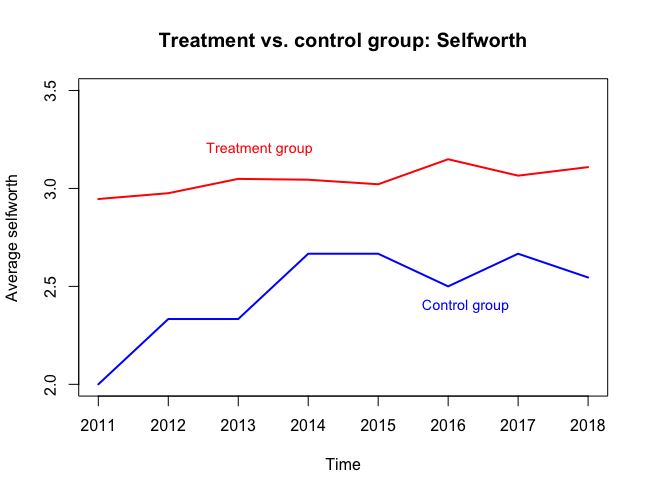 Treatment vs. control group: Selfworth
3.5
3.0
2.5
2.0
Average selfworth
Treatment group
Control group
2011 2012 2013 2014 2015 2016 2017 2018
Time